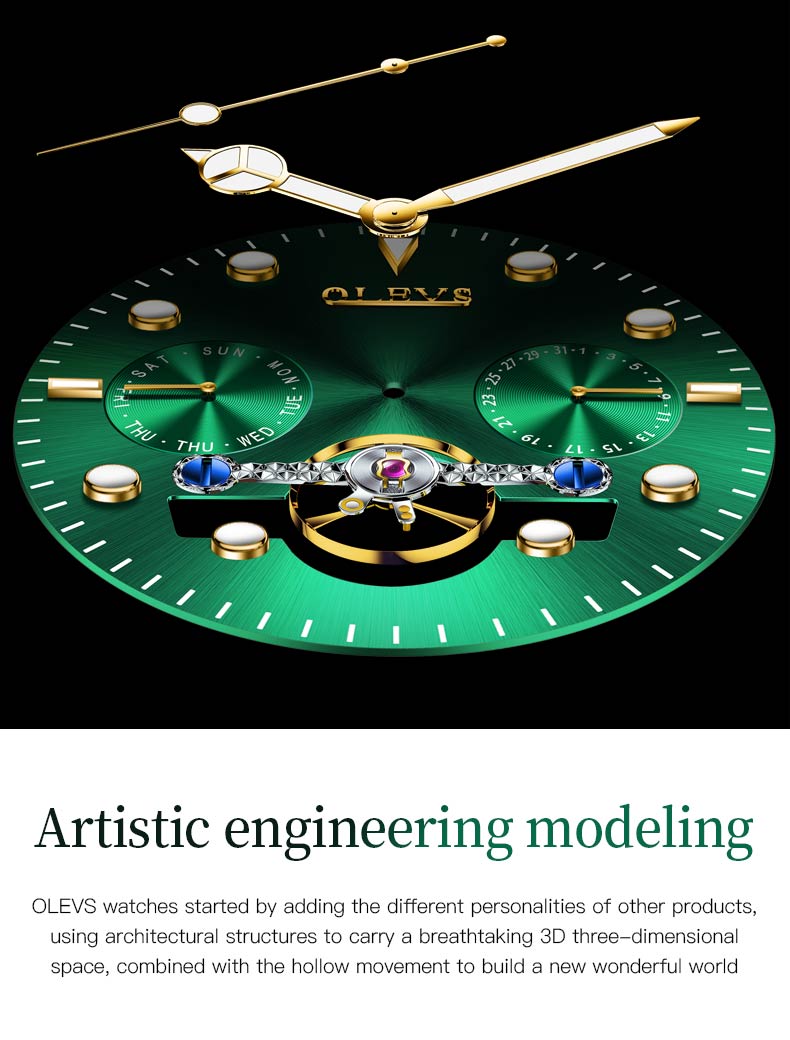 OLEVS
SAT · SUN · MON · TUE · WED · THU · THU · FRI
31 · 1 · 3 · 5 · 7 · 9 · 11 · 13 · 15 · 17 · 19 · 21 · 23 · 25 · 27 · 29
Artistic engineering modeling
OLEVS watches started by adding the different personalities of other products,
using architectural structures to carry a breathtaking 3D three-dimensional
space, combined with the hollow movement to build a new wonderful world